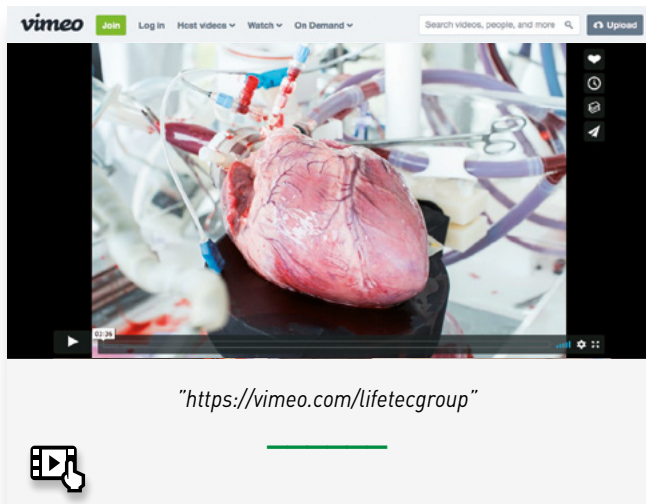 vimeo Join Log in Host videos Watch On Demand Search videos, people, and more Upload
02:36
"https://vimeo.com/lifetecgroup"